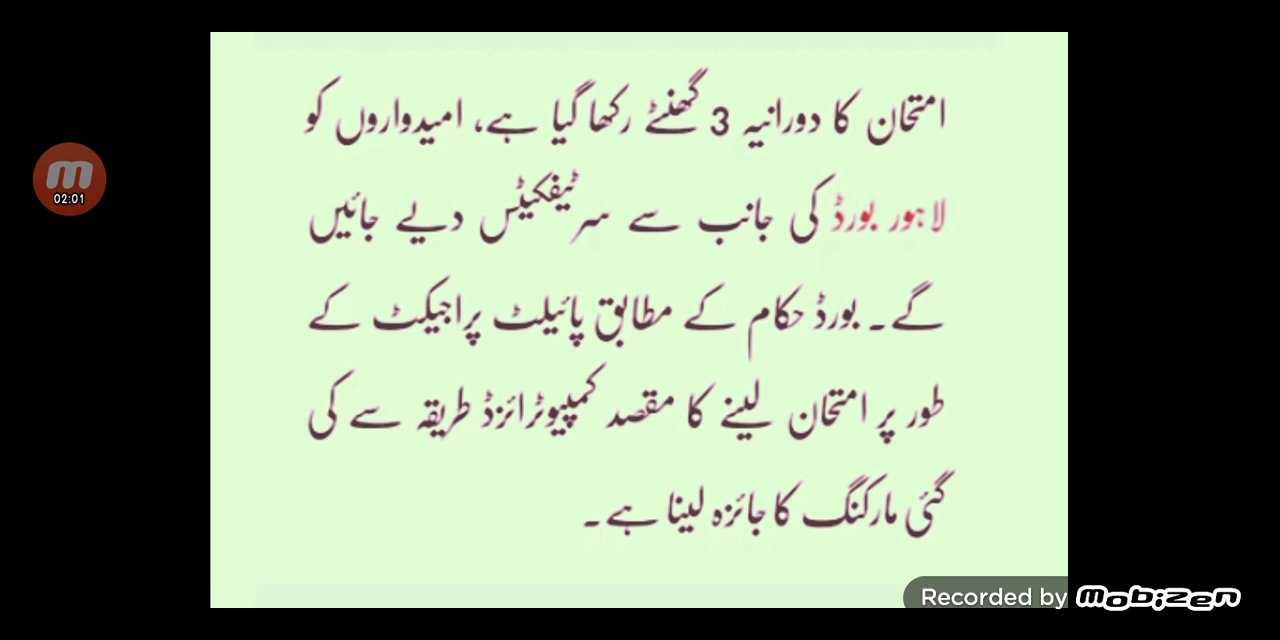 امتحان کا دورانیہ 3 گھنٹے رکھا گیا ہے، امیدواروں کو
لاہور بورڈ کی جانب سے سرٹیفکیٹس دیے جائیں
گے۔ بورڈ حکام کے مطابق پائیلٹ پراجیکٹ کے
طور پر امتحان لینے کا مقصد کمپیوٹرائزڈ طریقہ سے کی
گئی مارکنگ کا جائزہ لینا ہے۔
02:01
Recorded by mobizen